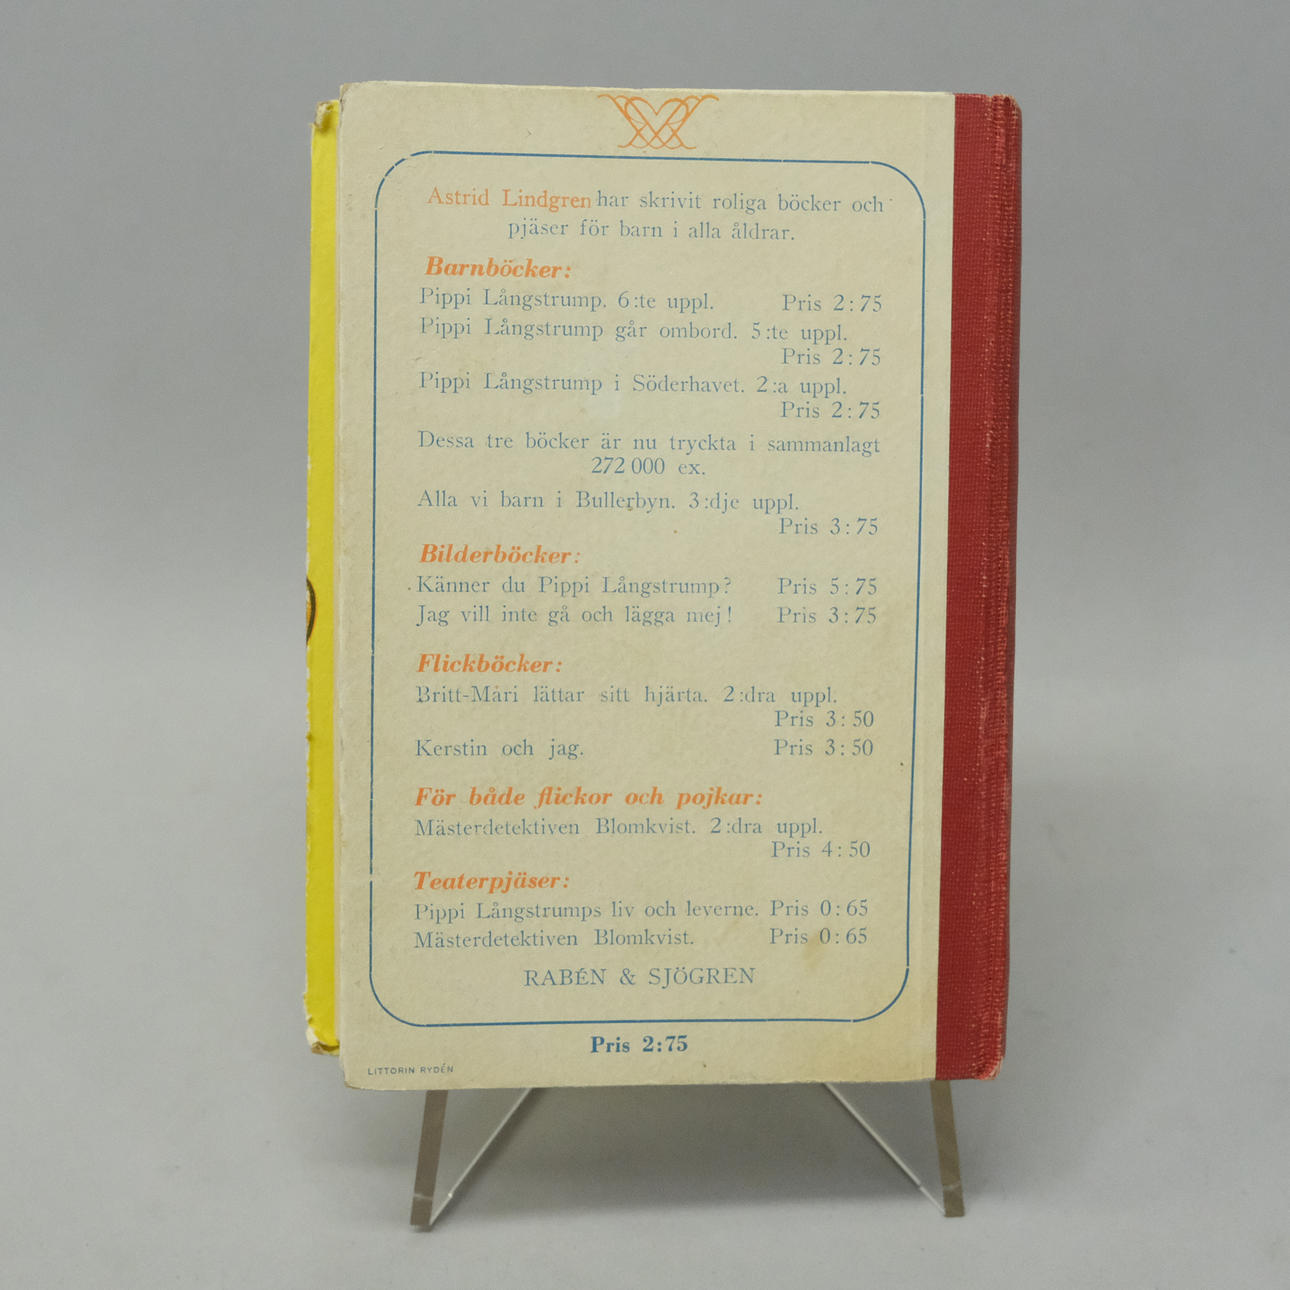 Astrid Lindgren har skrivit roliga böcker och
pjäser för barn i alla åldrar.
Barnböcker:
Pippi Långstrump. 6:te uppl. Pris 2:75
Pippi Långstrump går ombord. 5:te uppl.
Pris 2:75
Pippi Långstrump i Söderhavet. 2:a uppl.
Pris 2:75
Dessa tre böcker är nu tryckta i sammanlagt
272 000 ex.
Alla vi barn i Bullerbyn. 3:dje uppl.
Pris 3:75
Bilderböcker:
Känner du Pippi Långstrump? Pris 5:75
Jag vill inte gå och lägga mej! Pris 3:75
Flickböcker:
Britt-Mari lättar sitt hjärta. 2:dra uppl.
Pris 3:50
Kerstin och jag. Pris 3:50
För både flickor och pojkar:
Mästerdetektiven Blomkvist. 2:dra uppl.
Pris 4:50
Teaterpjäser:
Pippi Långstrumps liv och leverne. Pris 0:65
Mästerdetektiven Blomkvist. Pris 0:65
RABÉN & SJÖGREN
Pris 2:75
LITTORIN RYDÉN